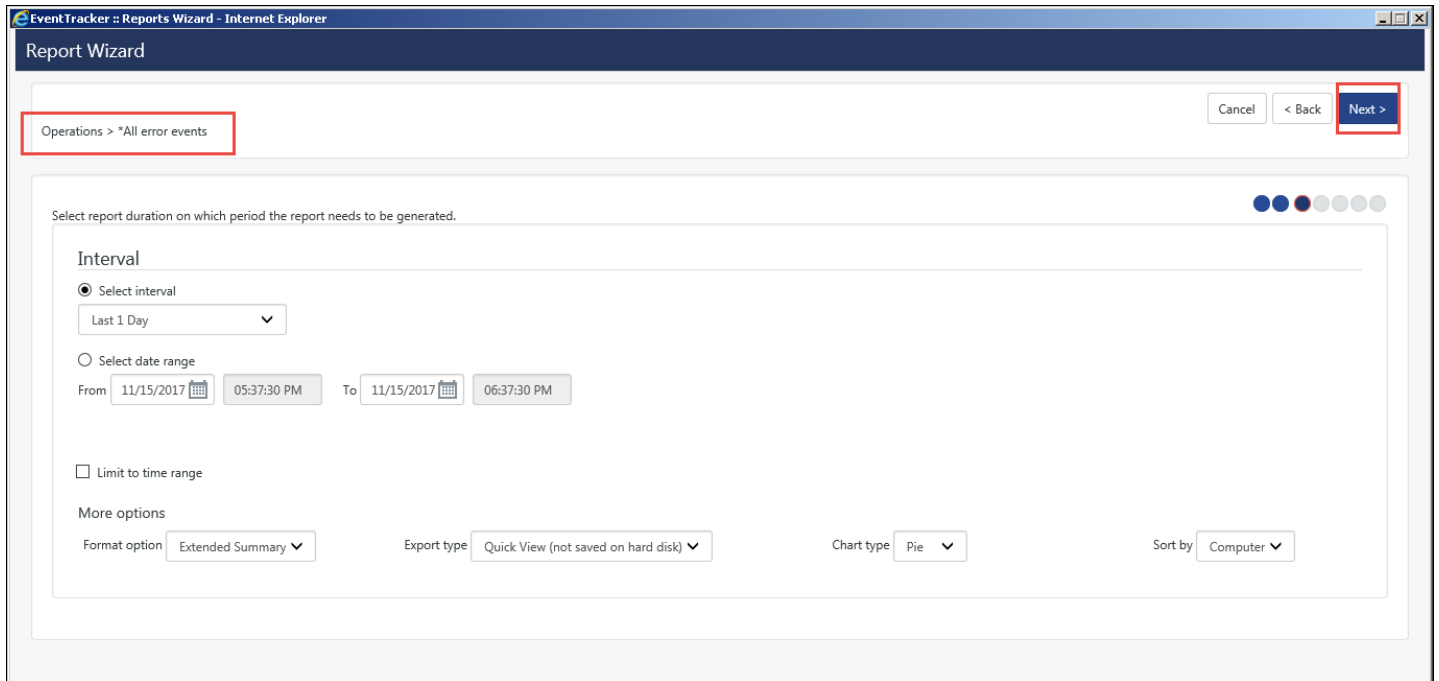 EventTracker :: Reports Wizard - Internet Explorer
Report Wizard
Cancel < Back Next >
Operations > *All error events
Select report duration on which period the report needs to be generated.
Interval
Select interval
Last 1 Day
Select date range
From 11/15/2017 05:37:30 PM To 11/15/2017 06:37:30 PM
Limit to time range
More options
Format option Extended Summary Export type Quick View (not saved on hard disk) Chart type Pie Sort by Computer